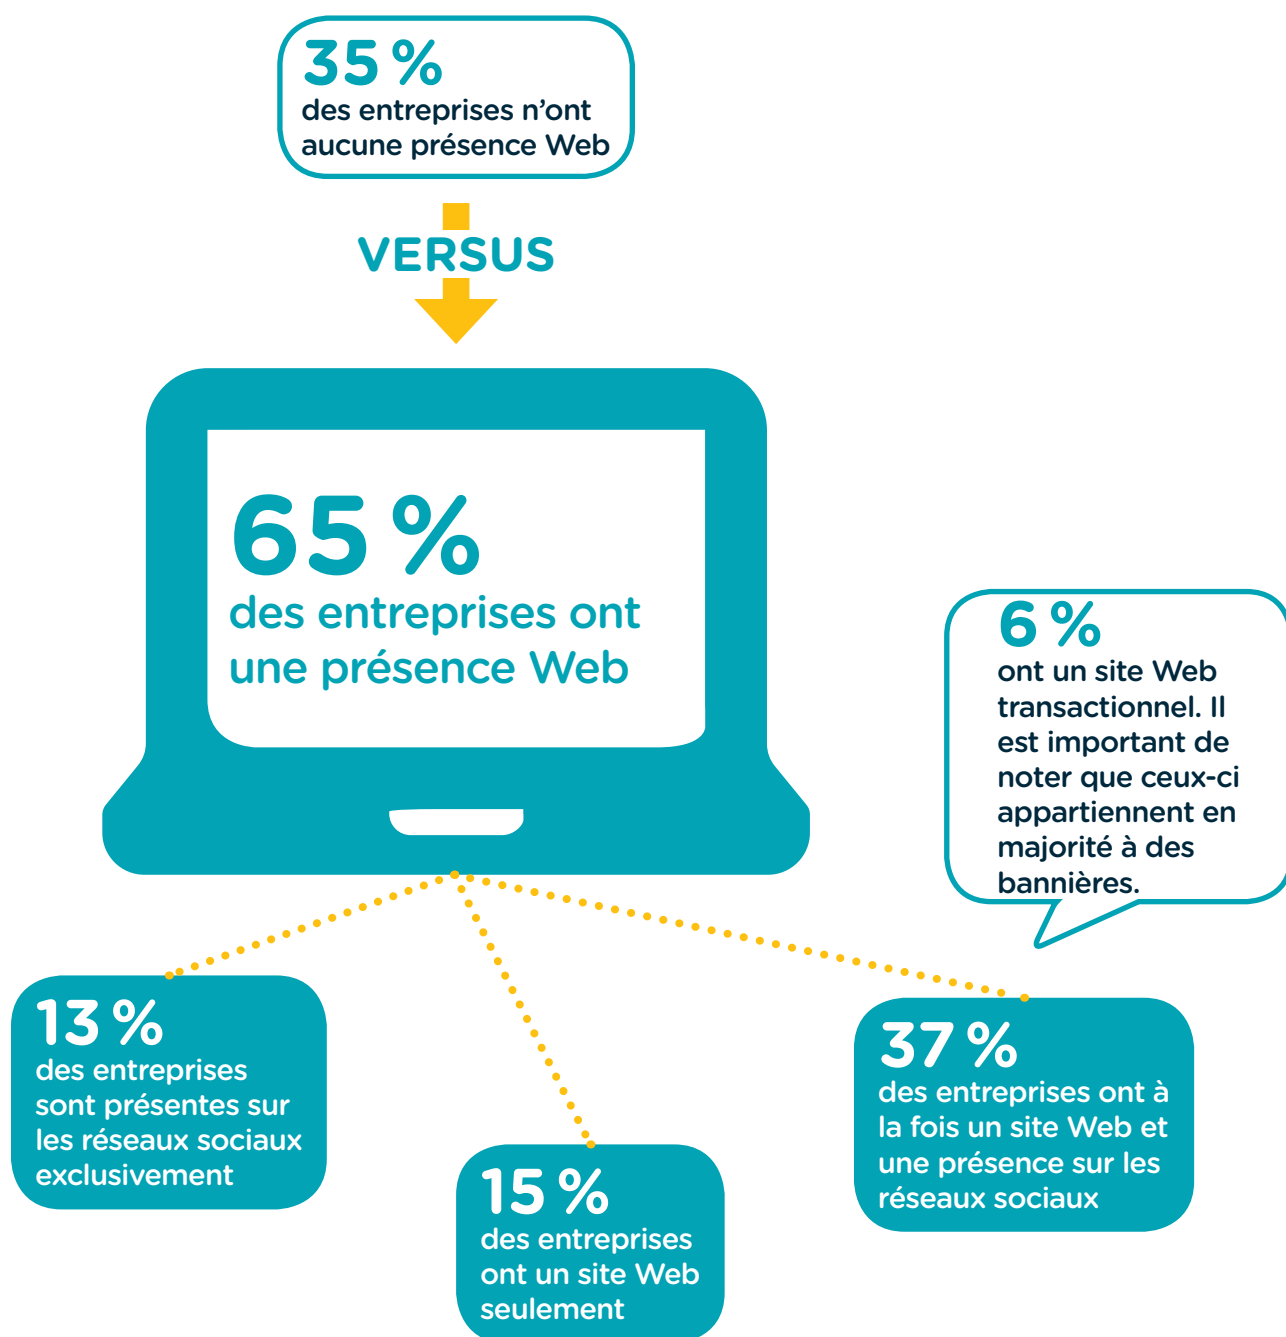 35 %
des entreprises n’ont
aucune présence Web
VERSUS
65 %
des entreprises ont
une présence Web
6 %
ont un site Web
transactionnel. Il
est important de
noter que ceux-ci
appartiennent en
majorité à des
bannières.
13 %
des entreprises
sont présentes sur
les réseaux sociaux
exclusivement
15 %
des entreprises
ont un site Web
seulement
37 %
des entreprises ont à
la fois un site Web et
une présence sur les
réseaux sociaux